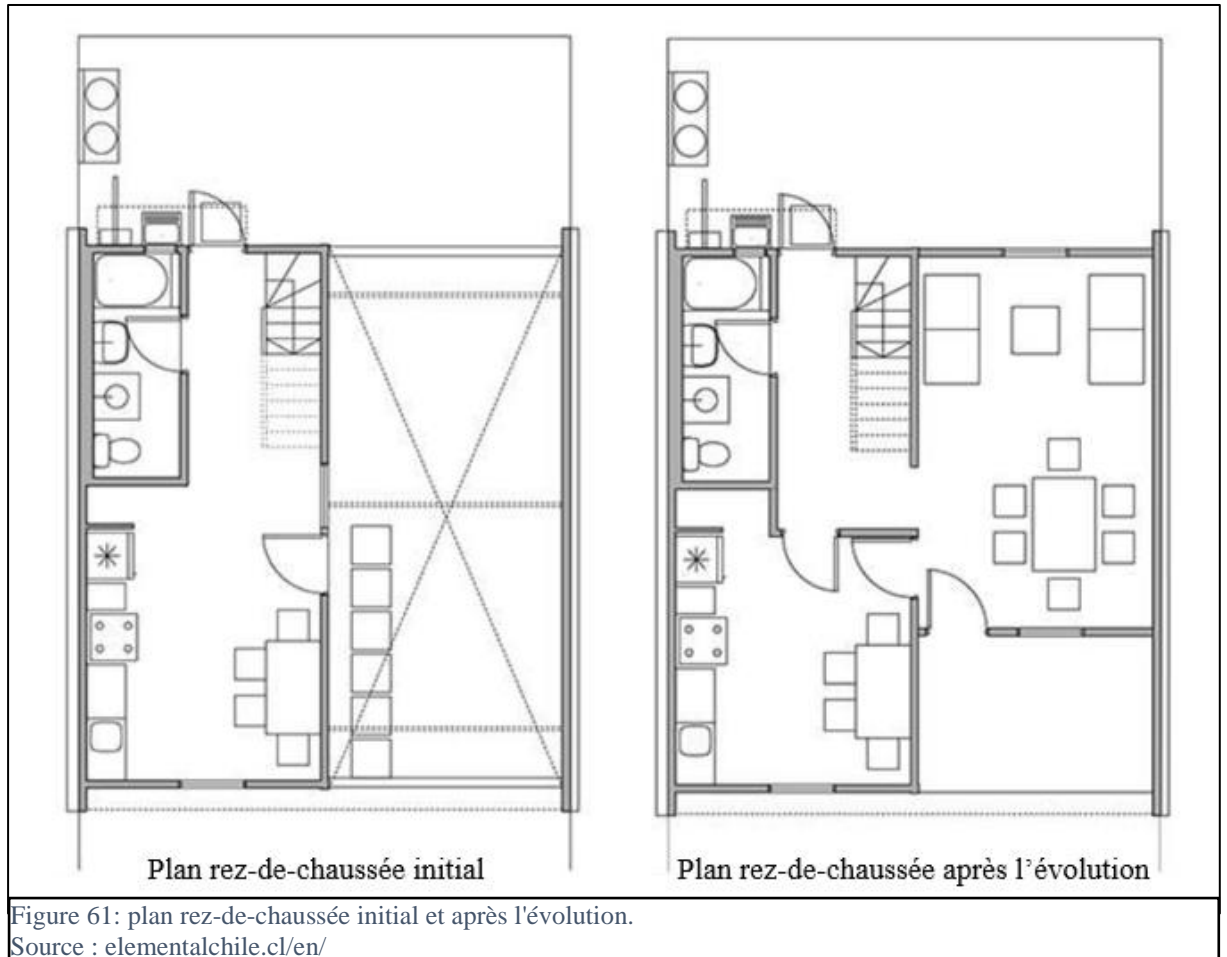 Plan rez-de-chaussée initial
Plan rez-de-chaussée après l'évolution
Figure 61: plan rez-de-chaussée initial et après l'évolution.
Source : elementalchile.cl/en/